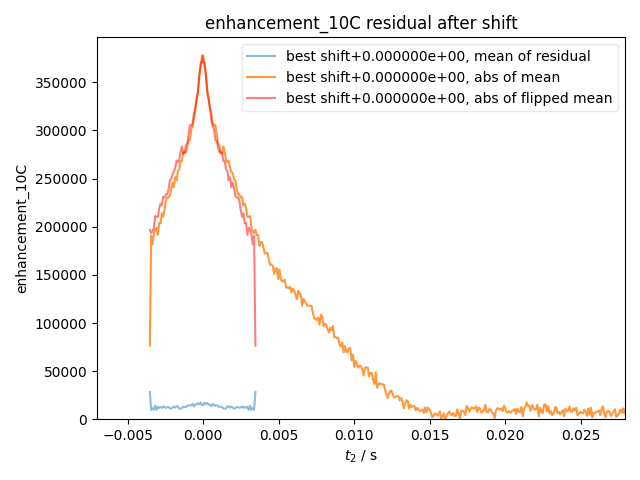 enhancement_10C residual after shift
best shift+0.000000e+00, mean of residual
best shift+0.000000e+00, abs of mean
best shift+0.000000e+00, abs of flipped mean
enhancement_10C
350000
300000
250000
200000
150000
100000
50000
0
−0.005 0.000 0.005 0.010 0.015 0.020 0.025
t₂ / s